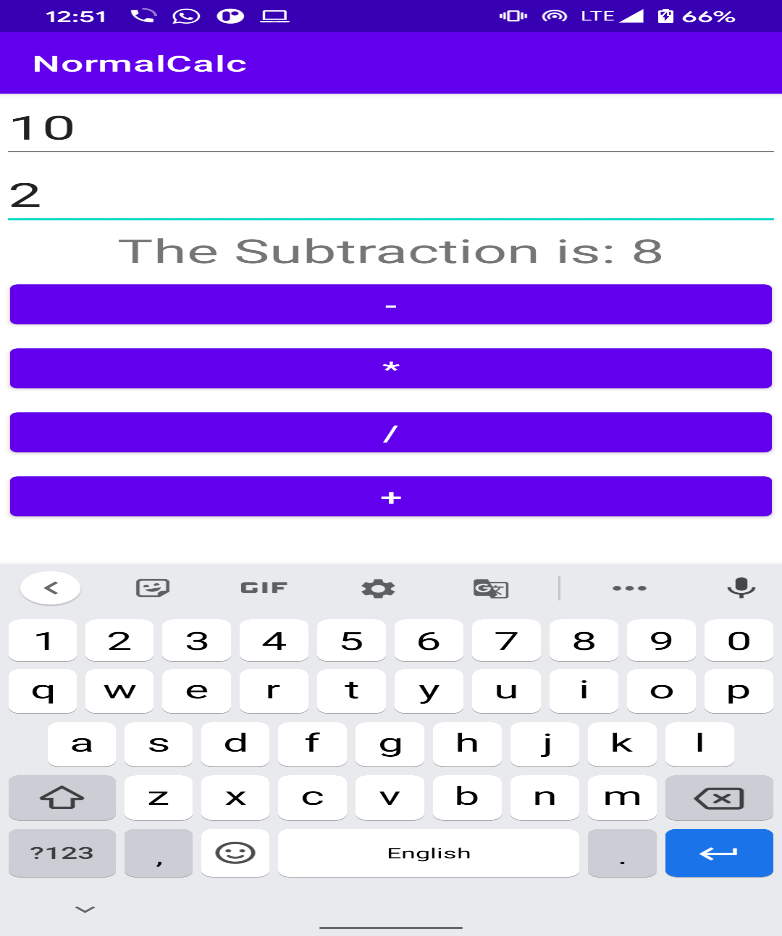 12:51 LTE 66%
NormalCalc
10
2
The Subtraction is: 8
-
*
/
+
GIF G
1 2 3 4 5 6 7 8 9 0
q w e r t y u i o p
a s d f g h j k l
z x c v b n m
?123 , English .